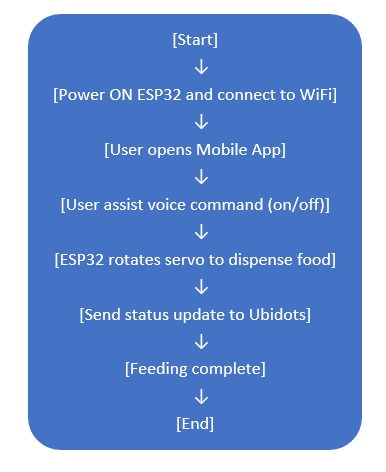 [Start]
↓
[Power ON ESP32 and connect to WiFi]
↓
[User opens Mobile App]
↓
[User assist voice command (on/off)]
↓
[ESP32 rotates servo to dispense food]
↓
[Send status update to Ubidots]
↓
[Feeding complete]
↓
[End]